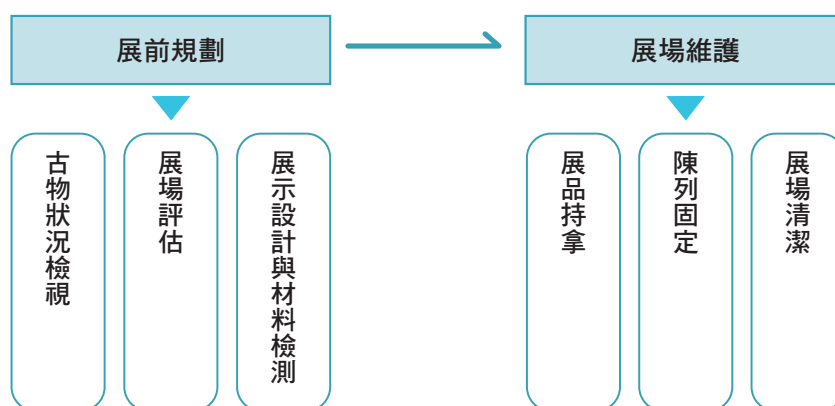 展前規劃
展場維護
古物狀況檢視
展場評估
展示設計與材料檢測
展品持拿
陳列固定
展場清潔